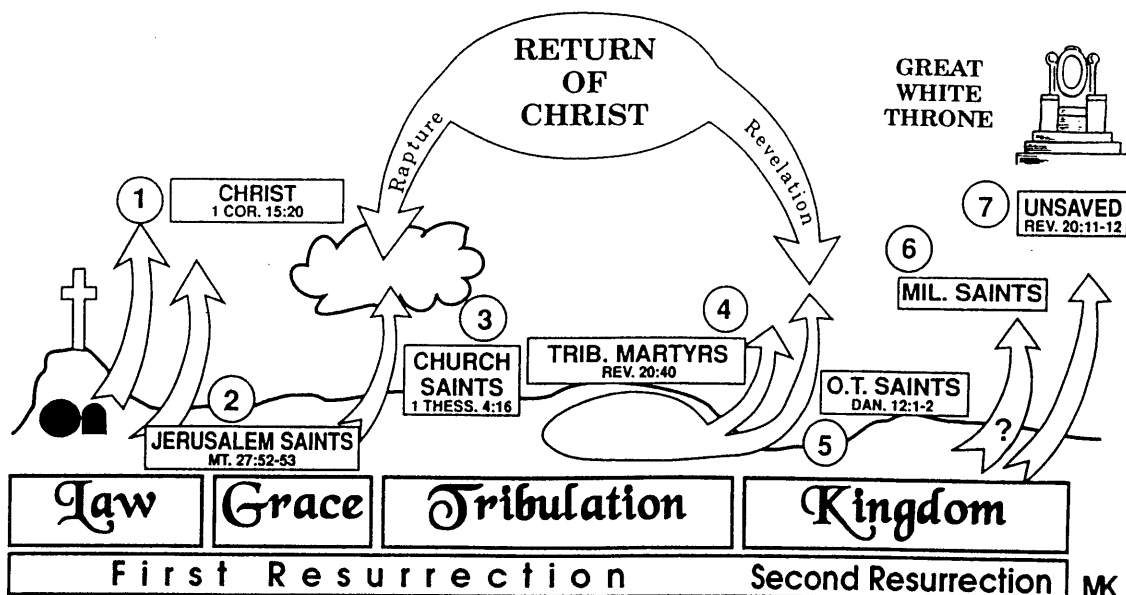 RETURN
OF
CHRIST
Rapture
Revelation
GREAT
WHITE
THRONE
1
CHRIST
1 COR. 15:20
2
JERUSALEM SAINTS
MT. 27:52-53
3
CHURCH
SAINTS
1 THESS. 4:16
4
TRIB. MARTYRS
REV. 20:40
5
O.T. SAINTS
DAN. 12:1-2
6
MIL. SAINTS
?
7
UNSAVED
REV. 20:11-12
Law
Grace
Tribulation
Kingdom
First Resurrection
Second Resurrection
MK